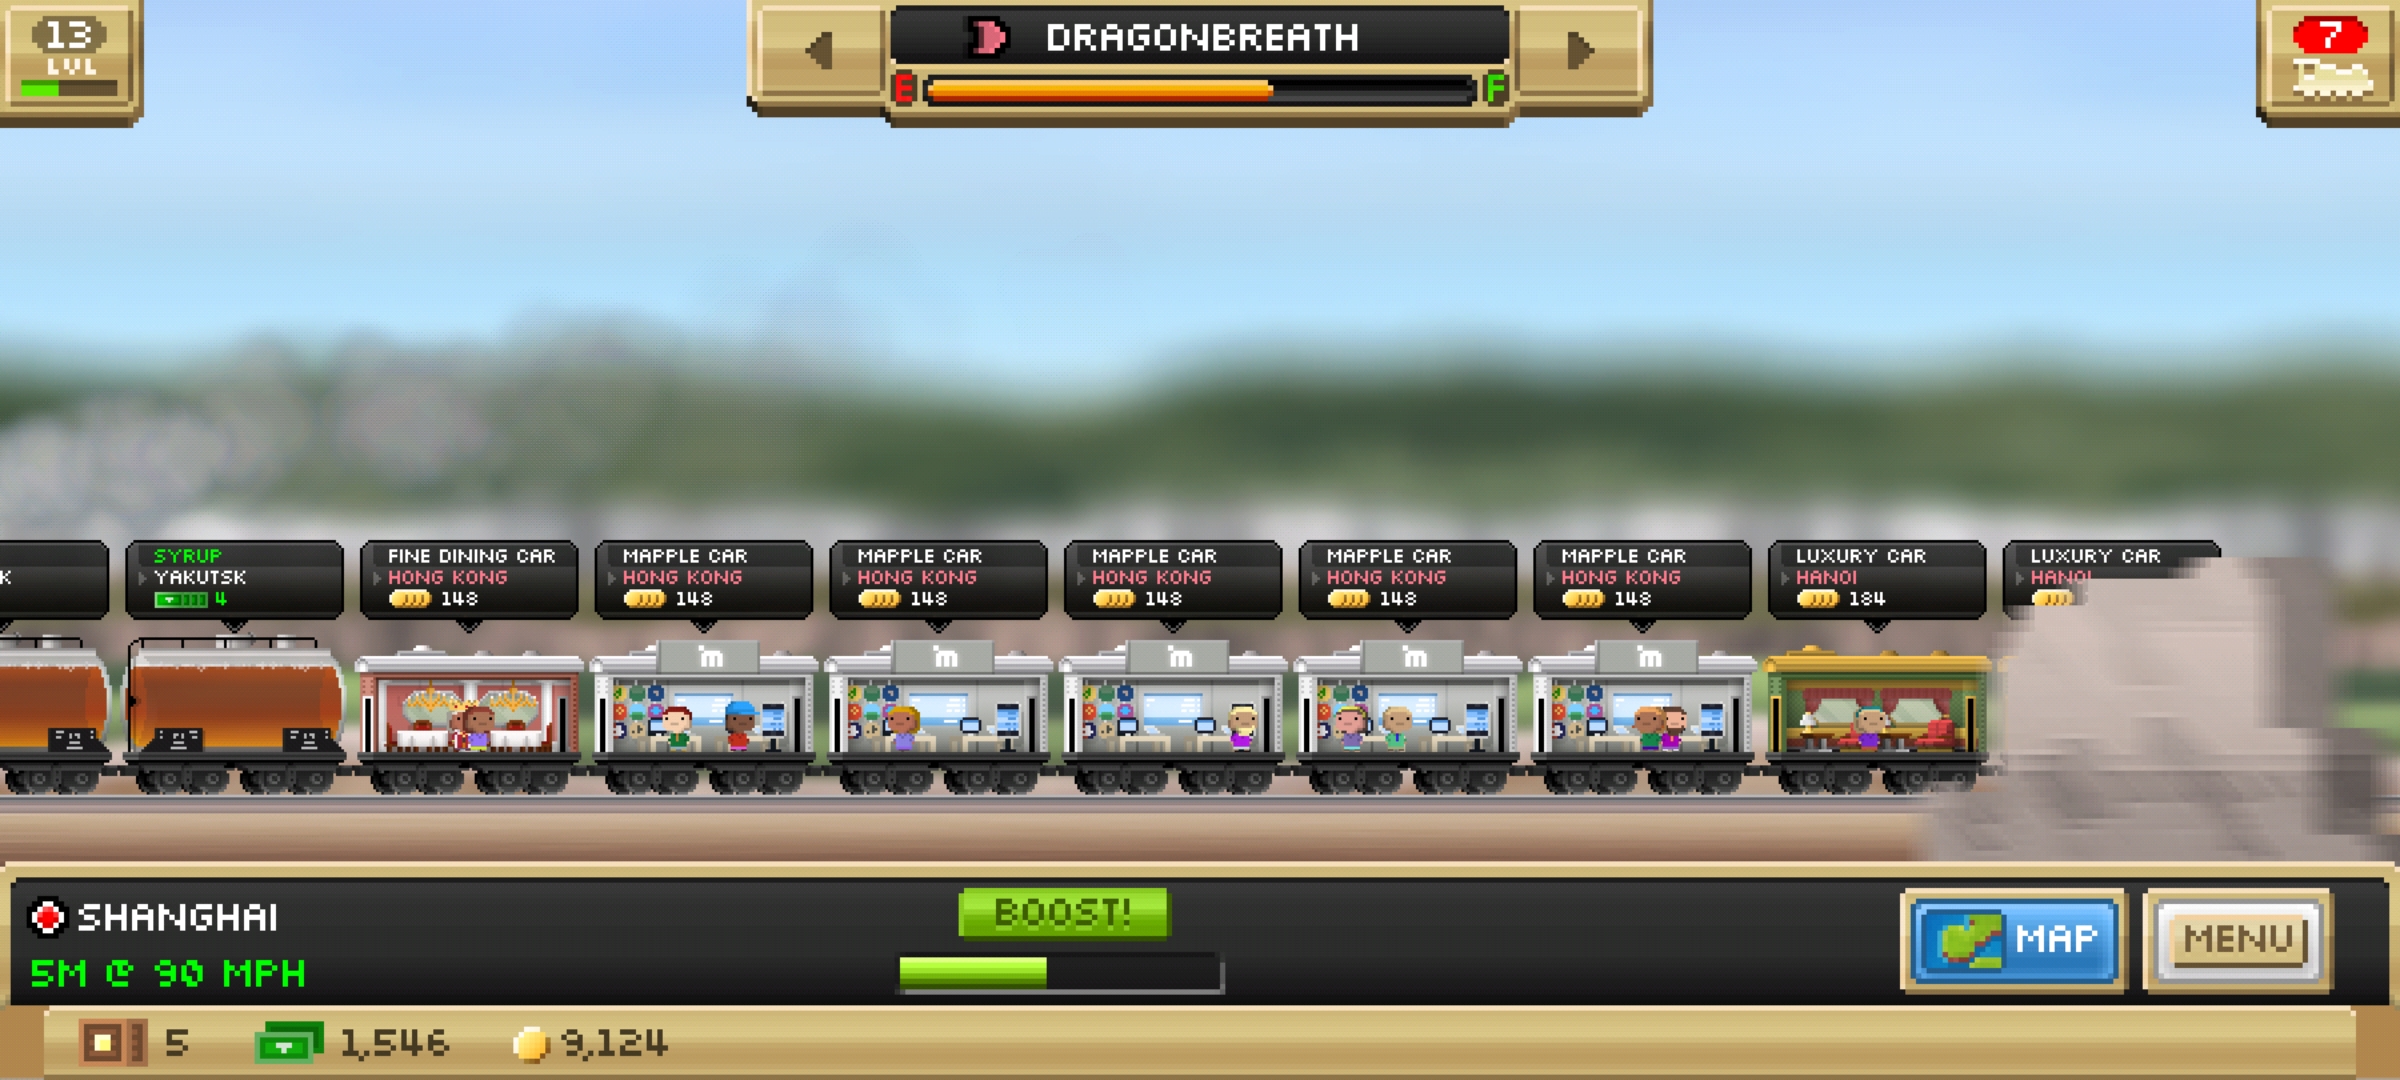 13
LVL
DRAGONBREATH
E
F
7
K
SYRUP
YAKUTSK
4
FINE DINING CAR
HONG KONG
148
MAPPLE CAR
HONG KONG
148
MAPPLE CAR
HONG KONG
148
MAPPLE CAR
HONG KONG
148
MAPPLE CAR
HONG KONG
148
MAPPLE CAR
HONG KONG
148
LUXURY CAR
HANOI
184
LUXURY CAR
HANOI
m
m
m
m
m
SHANGHAI
5M @ 90 MPH
BOOST!
MAP
MENU
5
1,546
9,124